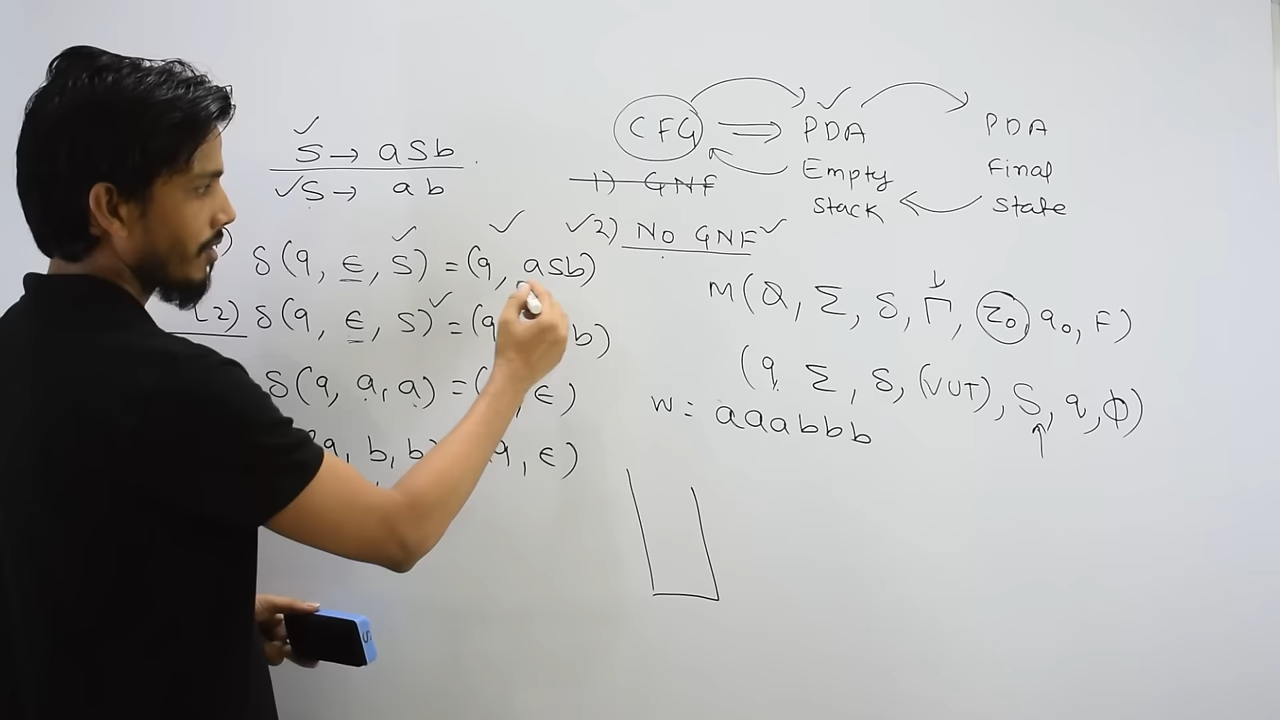 S → aSb
S → ab
δ(q, ε, S) = (q, aSb)
(2) δ(q, ε, S) = (q b)
δ(q, a, a) = ( , ε)
q, b, b) q, ε)
CFG ⇒ PDA PDA
Empty Final
Stack State
1) GNF
2) NO GNF
M(Q, Σ, δ, Γ, Z₀, q₀, F)
(q Σ, δ, (VUT), S, q, ϕ)
W = aaabbb